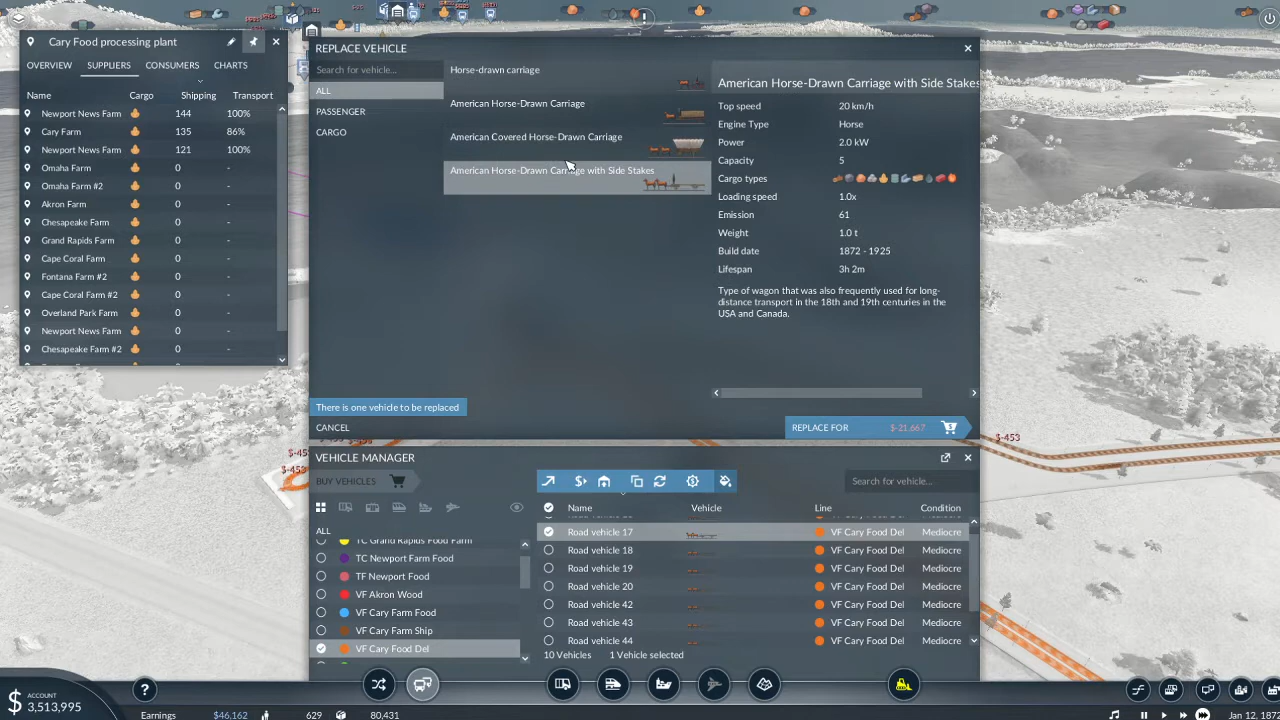 Cary Food processing plant
OVERVIEW SUPPLIERS CONSUMERS CHARTS
Name Cargo Shipping Transport
Newport News Farm 144 100%
Cary Farm 135 86%
Newport News Farm 121 100%
Omaha Farm 0 -
Omaha Farm #2 0 -
Akron Farm 0 -
Chesapeake Farm 0 -
Grand Rapids Farm 0 -
Cape Coral Farm 0 -
Fontana Farm #2 0 -
Cape Coral Farm #2 0 -
Overland Park Farm 0 -
Newport News Farm 0 -
Chesapeake Farm #2 0 -
REPLACE VEHICLE
Search for vehicle...
ALL
PASSENGER
CARGO
Horse-drawn carriage
American Horse-Drawn Carriage
American Covered Horse-Drawn Carriage
American Horse-Drawn Carriage with Side Stakes
American Horse-Drawn Carriage with Side Stakes
Top speed 20 km/h
Engine Type Horse
Power 2.0 kW
Capacity 5
Cargo types
Loading speed 1.0x
Emission 61
Weight 1.0 t
Build date 1872 - 1925
Lifespan 3h 2m
Type of wagon that was also frequently used for long-
distance transport in the 18th and 19th centuries in the
USA and Canada.
There is one vehicle to be replaced
CANCEL
REPLACE FOR $-21,667
$-453
$-453
VEHICLE MANAGER
BUY VEHICLES
Search for vehicle...
ALL
TC Grand Rapids Food Farm
TC Newport Farm Food
TF Newport Food
VF Akron Wood
VF Cary Farm Food
VF Cary Farm Ship
VF Cary Food Del
Name Vehicle Line Condition
Road vehicle 17 VF Cary Food Del Mediocre
Road vehicle 18 VF Cary Food Del Mediocre
Road vehicle 19 VF Cary Food Del Mediocre
Road vehicle 20 VF Cary Food Del Mediocre
Road vehicle 42 VF Cary Food Del Mediocre
Road vehicle 43 VF Cary Food Del Mediocre
Road vehicle 44 VF Cary Food Del Mediocre
10 Vehicles 1 Vehicle selected
$ ACCOUNT
3,513,995
?
Earnings $46,162 629 80,431
Jan 12, 1872